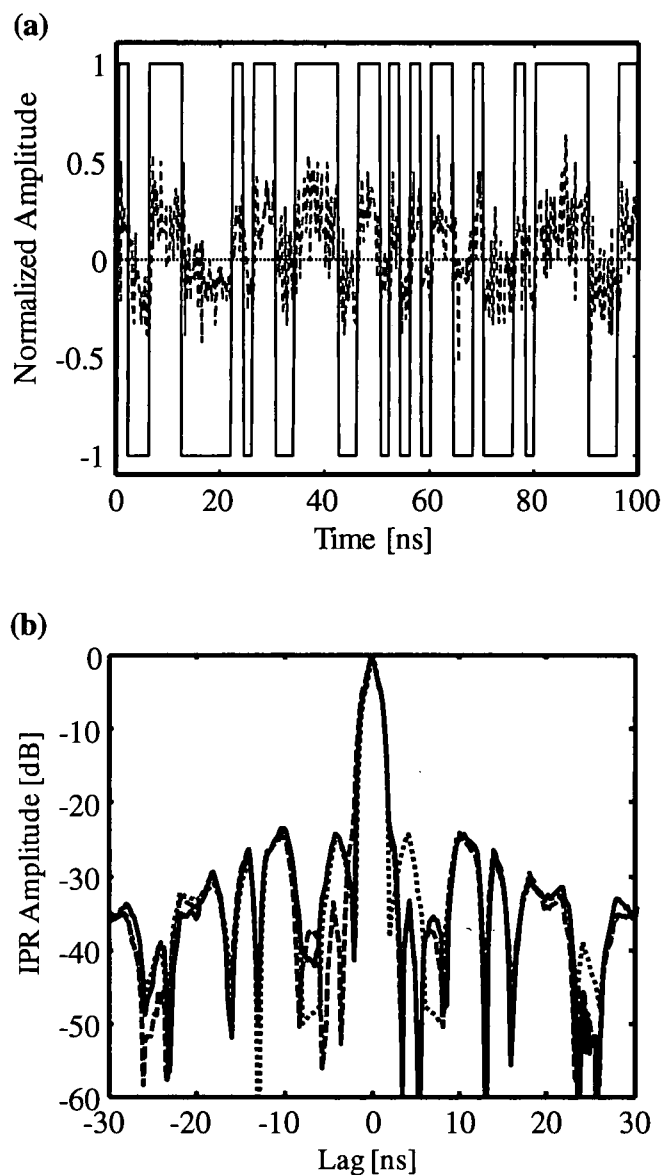 (a)
1
0.5
0
-0.5
-1
Normalized Amplitude
0 20 40 60 80 100
Time [ns]
(b)
0
-10
-20
-30
-40
-50
-60
IPR Amplitude [dB]
-30 -20 -10 0 10 20 30
Lag [ns]